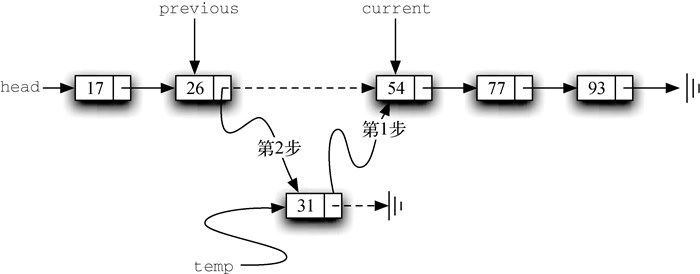 previous current
head 17 26 54 77 93
第2步 第1步
31
temp